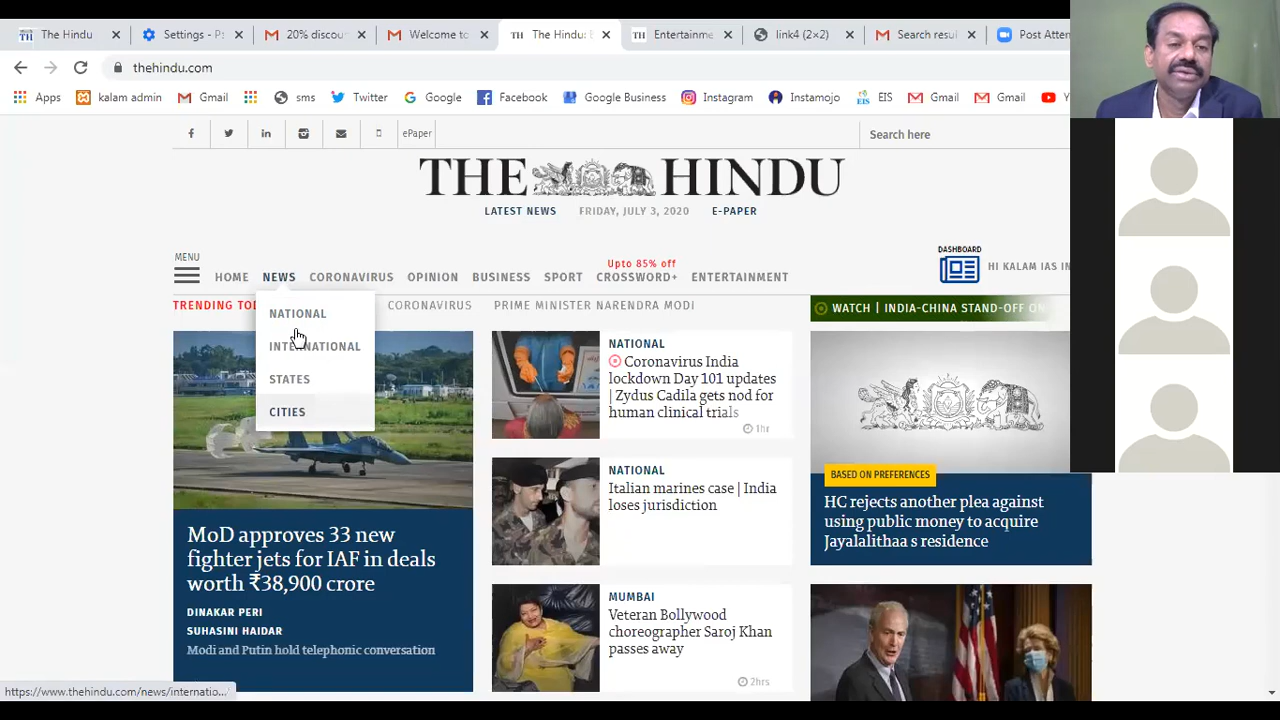 The Hindu
Settings - P
20% discou
Welcome to
The Hindu: B
Entertainme
link4 (2×2)
Search resul
Post Attend
thehindu.com
Apps
kalam admin
Gmail
sms
Twitter
Google
Facebook
Google Business
Instagram
Instamojo
EIS
Gmail
Gmail
Y
ePaper
Search here
THE HINDU
LATEST NEWS FRIDAY, JULY 3, 2020 E-PAPER
MENU
DASHBOARD
Upto 85% off
HOME NEWS CORONAVIRUS OPINION BUSINESS SPORT CROSSWORD+ ENTERTAINMENT
HI KALAM IAS IN
TRENDING TO
CORONAVIRUS
PRIME MINISTER NARENDRA MODI
WATCH | INDIA-CHINA STAND-OFF ON
NATIONAL
INTERNATIONAL
STATES
CITIES
MoD approves 33 new
fighter jets for IAF in deals
worth ₹38,900 crore
DINAKAR PERI
SUHASINI HAIDAR
Modi and Putin hold telephonic conversation
NATIONAL
Coronavirus India
lockdown Day 101 updates
| Zydus Cadila gets nod for
human clinical trials
1hr
NATIONAL
Italian marines case | India
loses jurisdiction
MUMBAI
Veteran Bollywood
choreographer Saroj Khan
passes away
2hrs
BASED ON PREFERENCES
HC rejects another plea against
using public money to acquire
Jayalalithaa s residence
https://www.thehindu.com/news/internatio...